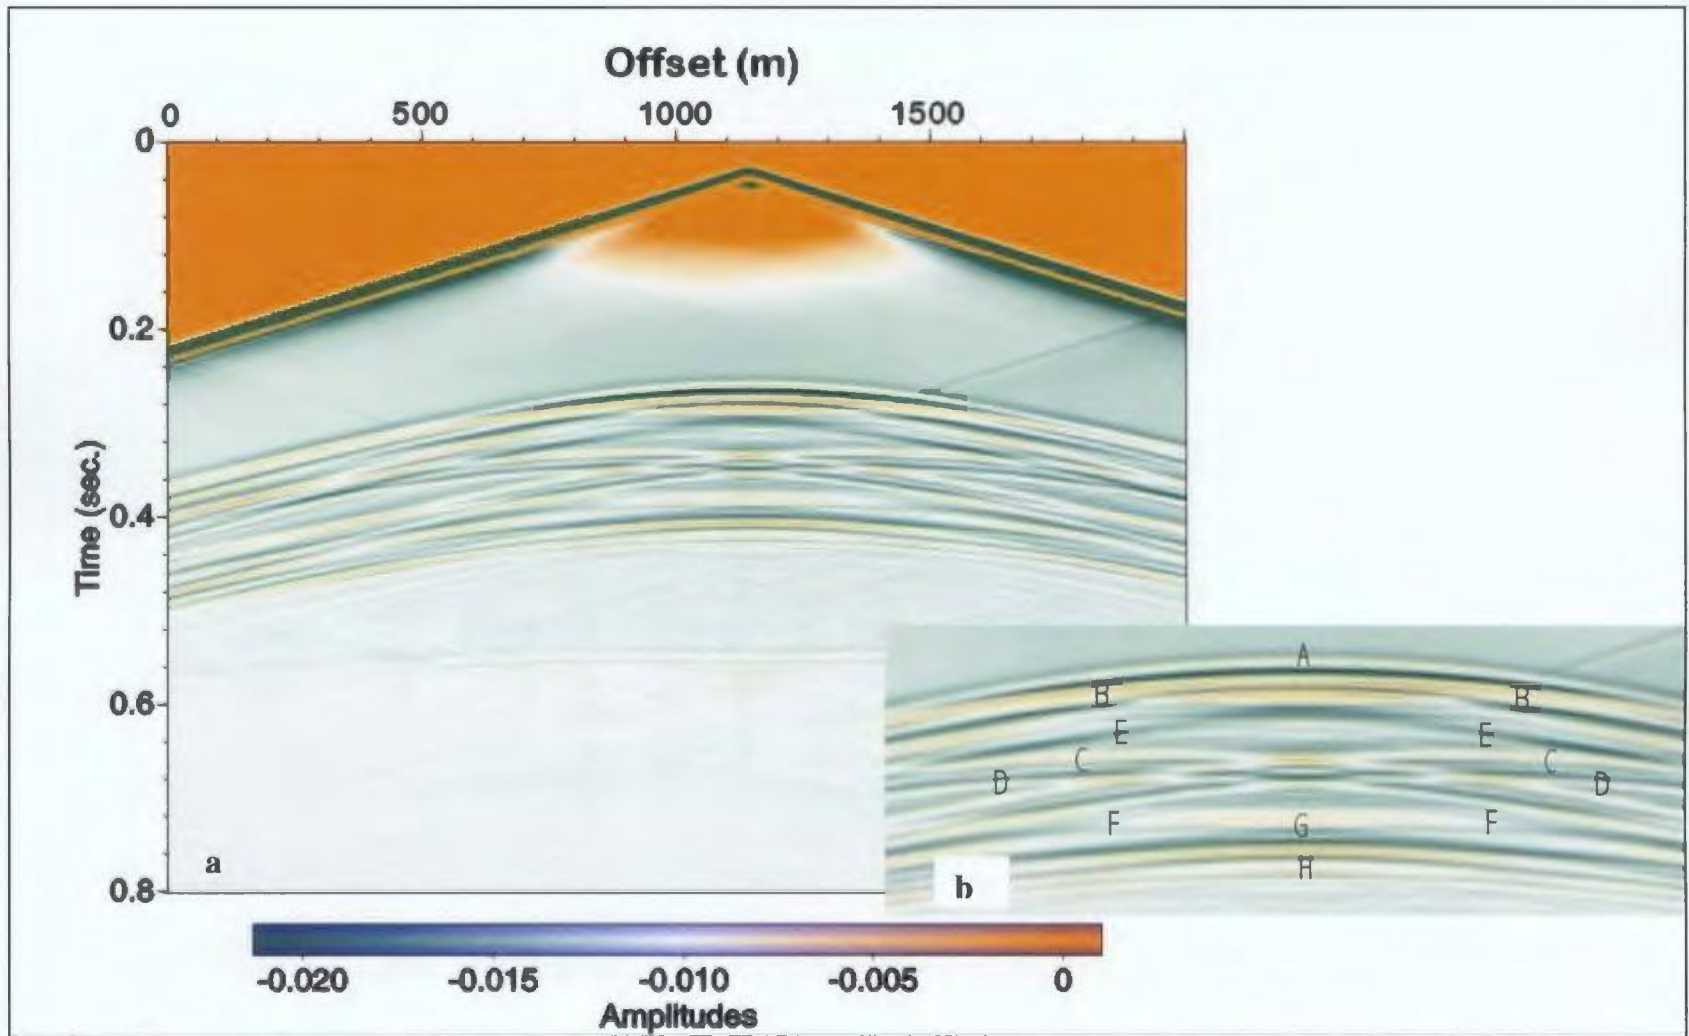 Offset (m)
0 500 1000 1500
0
0.2
0.4
0.6
0.8
Time (sec.)
A
B B
E E
C C
D D
F G F
H
a
b
-0.020 -0.015 -0.010 -0.005 0
Amplitudes